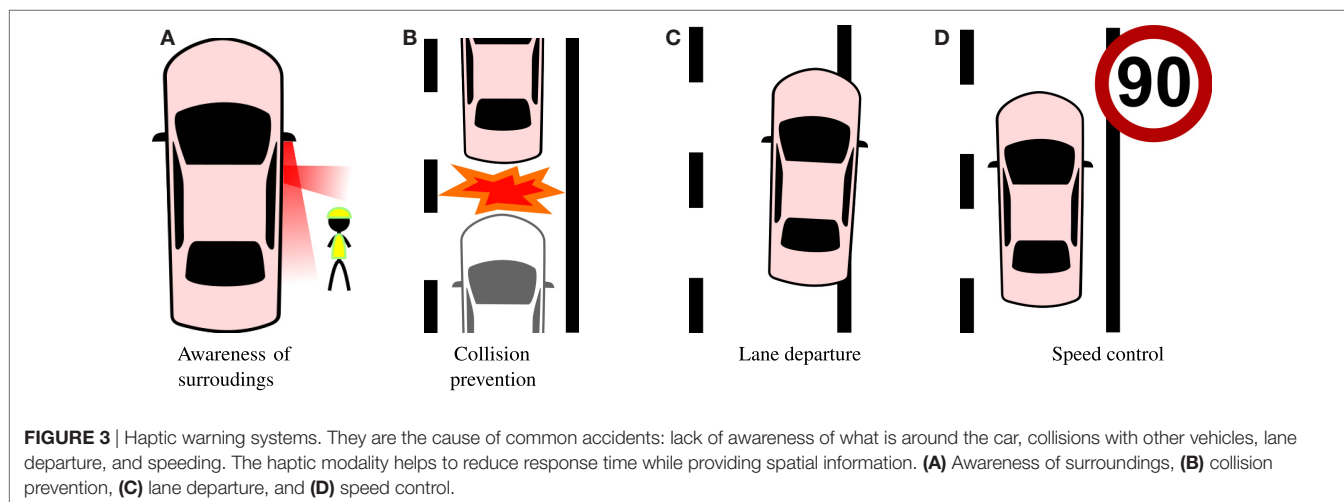 A
B
C
D
90
Awareness of
surroudings
Collision
prevention
Lane departure
Speed control
FIGURE 3 | Haptic warning systems. They are the cause of common accidents: lack of awareness of what is around the car, collisions with other vehicles, lane
departure, and speeding. The haptic modality helps to reduce response time while providing spatial information. (A) Awareness of surroundings, (B) collision
prevention, (C) lane departure, and (D) speed control.